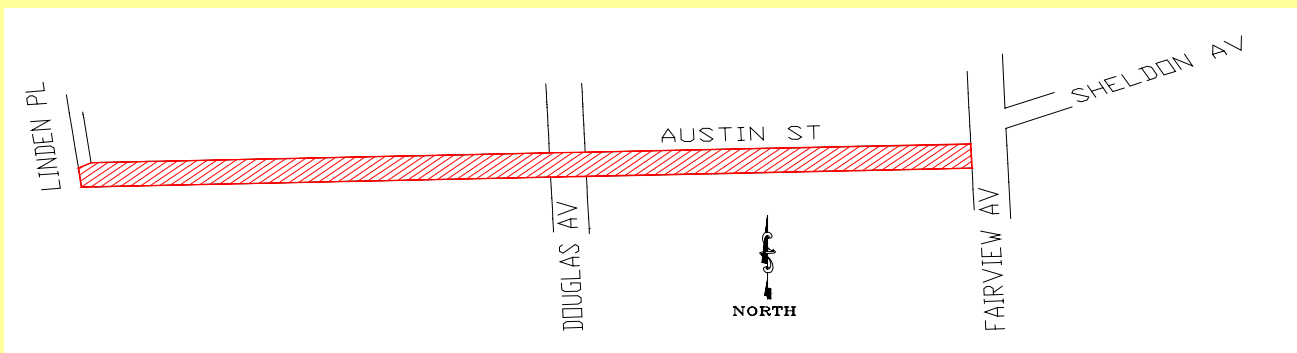 LINDEN PL
DOUGLAS AV
AUSTIN ST
NORTH
FAIRVIEW AV
SHELDON AV